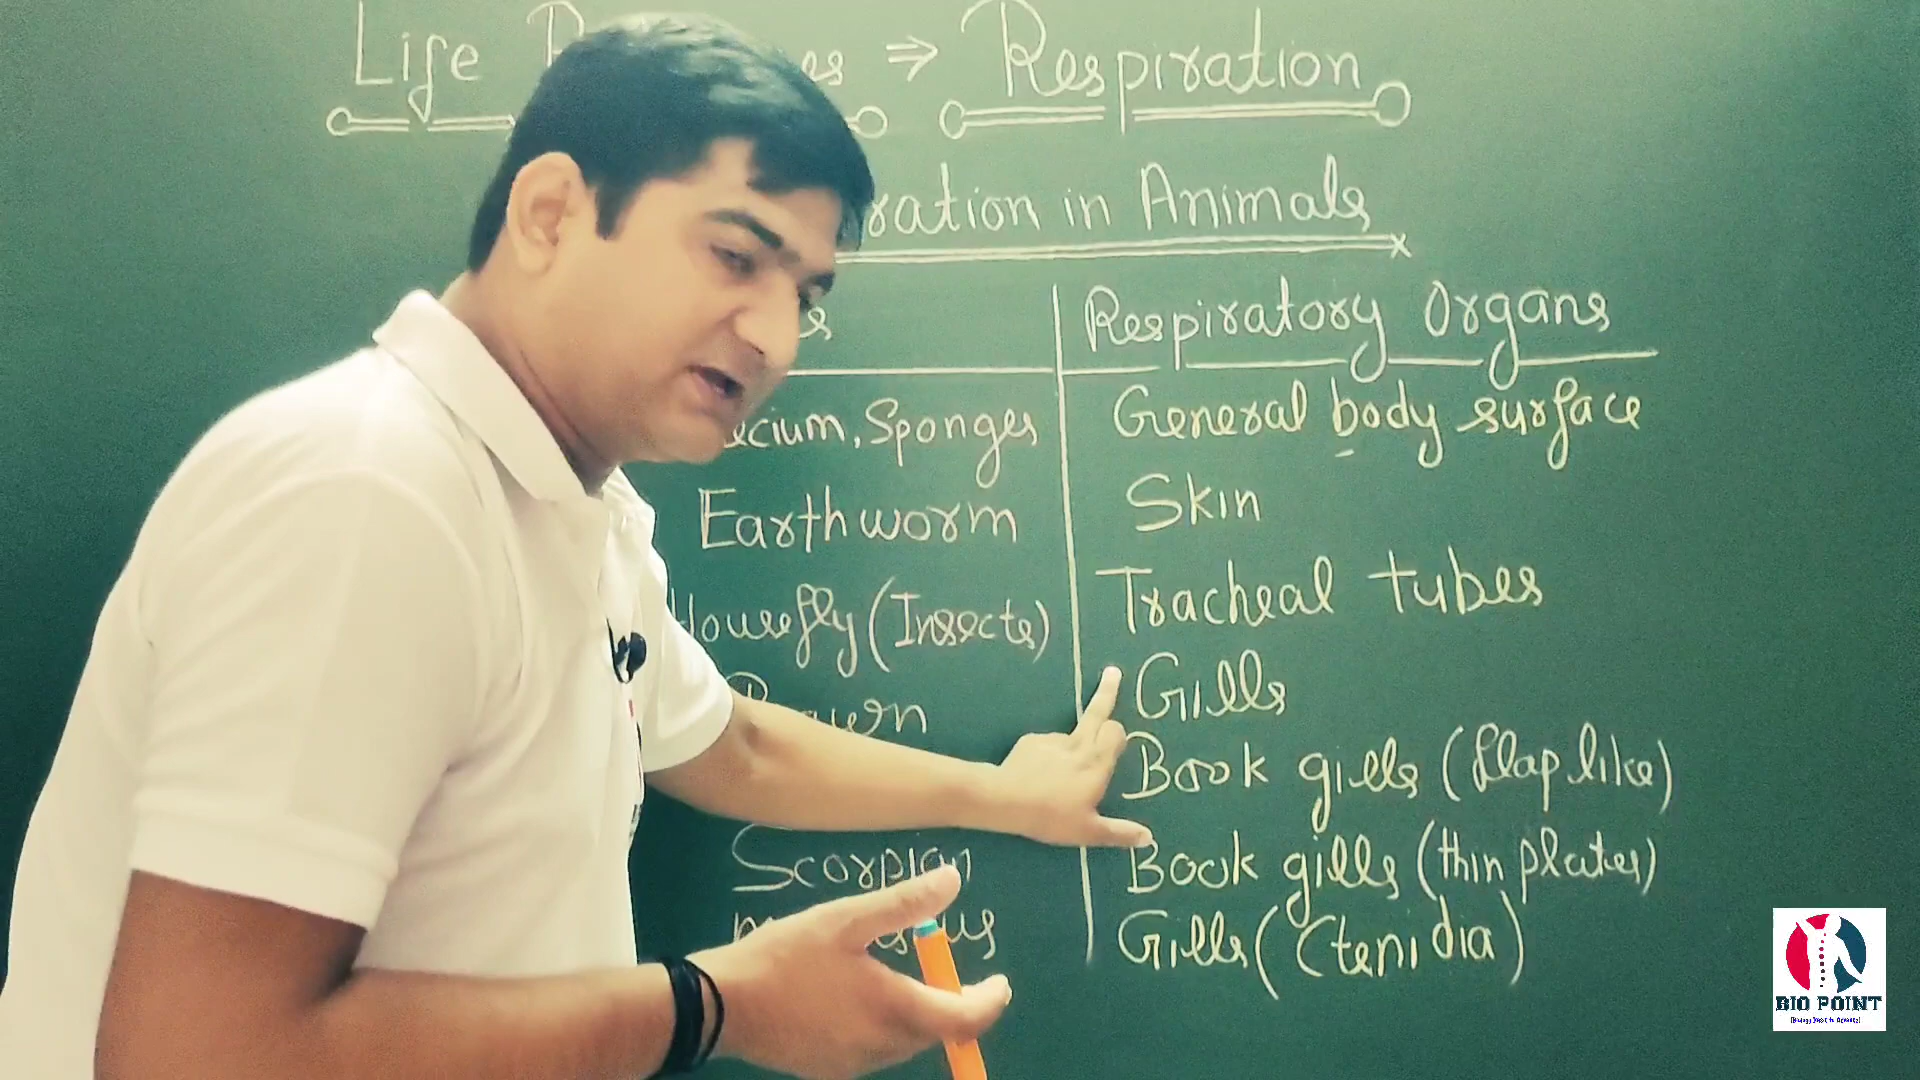 Life ⇒ Respiration
ration in Animals
Respiratory Organs
ecium, Sponges General body surface
Earthworm Skin
Housefly (Insects) Tracheal tubes
Gills
Book gills (flap like)
Scorpion Book gills (thin plates)
Gills (Ctenidia)
BIO POINT